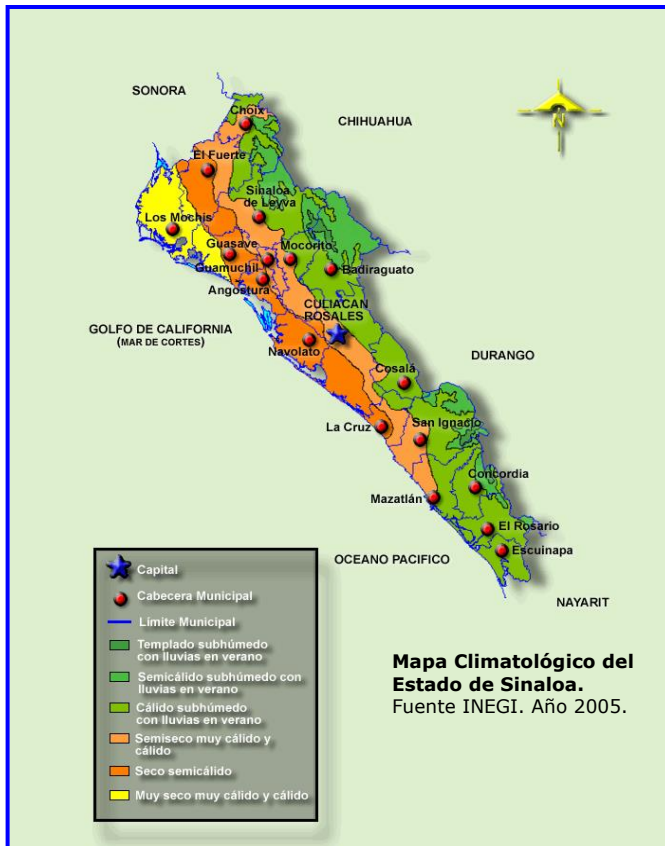 SONORA
CHIHUAHUA
N
Choix
El Fuerte
Sinaloa
de Leyva
Los Mochis
Guasave
Mocorito
Guamuchil
Badiraguato
Angostura
CULIACAN
ROSALES
GOLFO DE CALIFORNIA
(MAR DE CORTES)
Navolato
DURANGO
Cosalá
La Cruz
San Ignacio
Concordia
Mazatlán
El Rosario
Escuinapa
OCEANO PACIFICO
NAYARIT
Capital
Cabecera Municipal
Límite Municipal
Templado subhúmedo
con lluvias en verano
Semicálido subhúmedo con
lluvias en verano
Cálido subhúmedo
con lluvias en verano
Semiseco muy cálido y
cálido
Seco semicálido
Muy seco muy cálido y cálido
Mapa Climatológico del
Estado de Sinaloa.
Fuente INEGI. Año 2005.